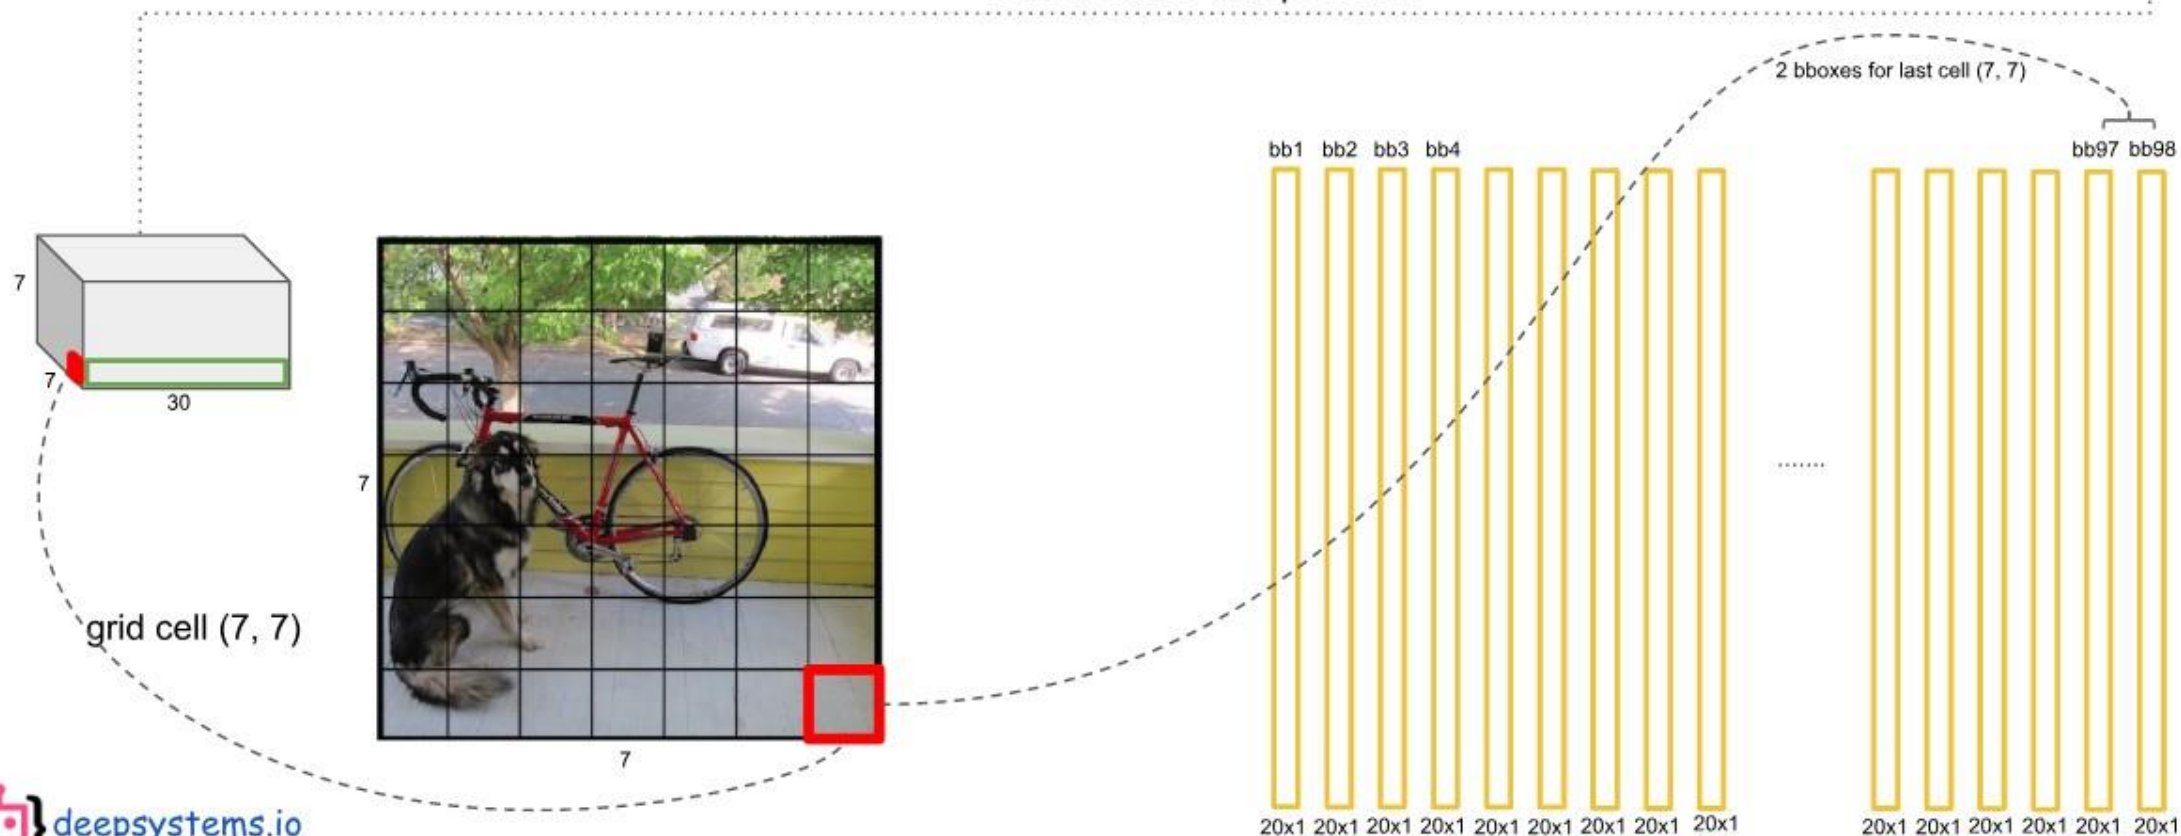 2 bboxes for last cell (7, 7)
bb1 bb2 bb3 bb4
bb97 bb98
7
7
30
7
7
grid cell (7, 7)
20x1 20x1 20x1 20x1 20x1 20x1 20x1 20x1 20x1
.......
20x1 20x1 20x1 20x1 20x1 20x1
deepsystems.io